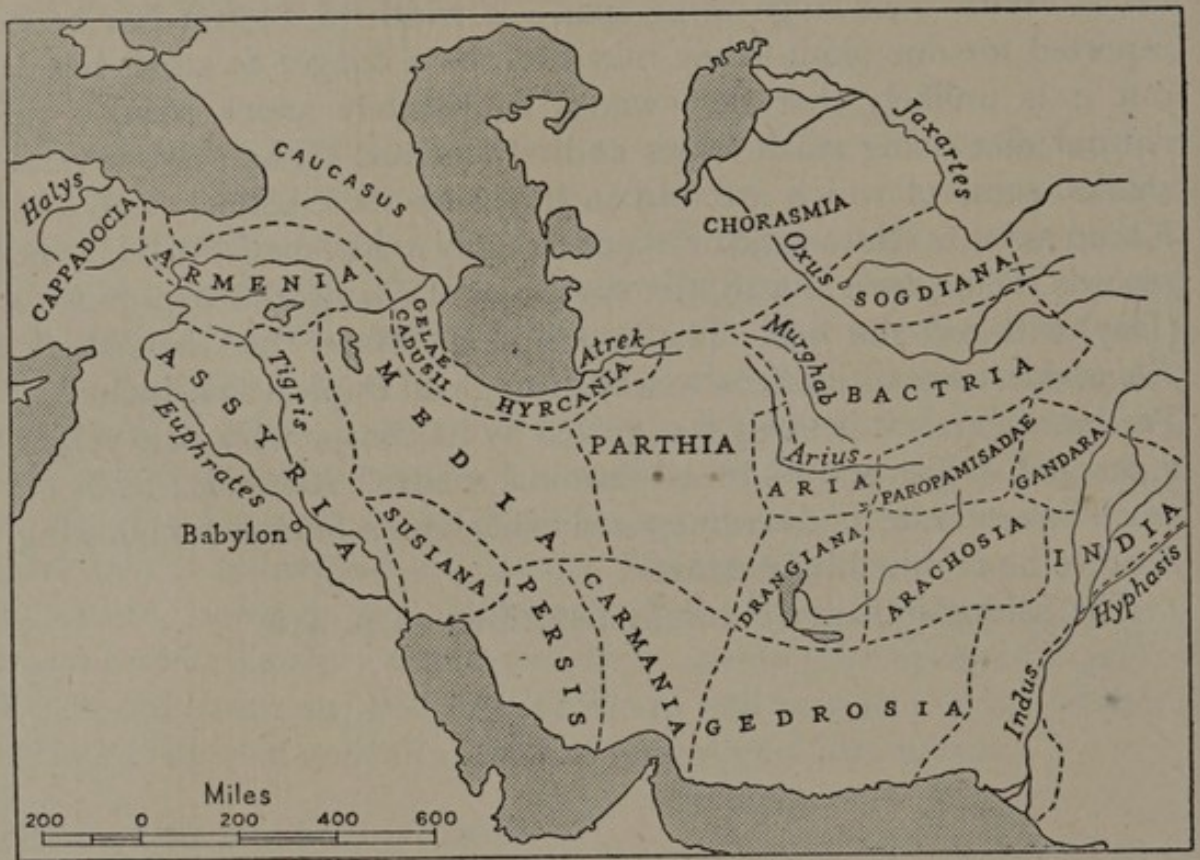 CAUCASUS
Halys
CAPPADOCIA
ARMENIA
GELAE
CADUSII
Jaxartes
CHORASMIA
Oxus
SOGDIANA
Atrek
HYRCANIA
Murghab
BACTRIA
ASSYRIA
Tigris
Euphrates
MEDIA
PARTHIA
Arius
ARIA
PAROPAMISADAE
GANDARA
Babylon
SUSIANA
PERSIS
CARMANIA
DRANGIANA
ARACHOSIA
INDIA
Hyphasis
GEDROSIA
Indus
Miles
200 0 200 400 600